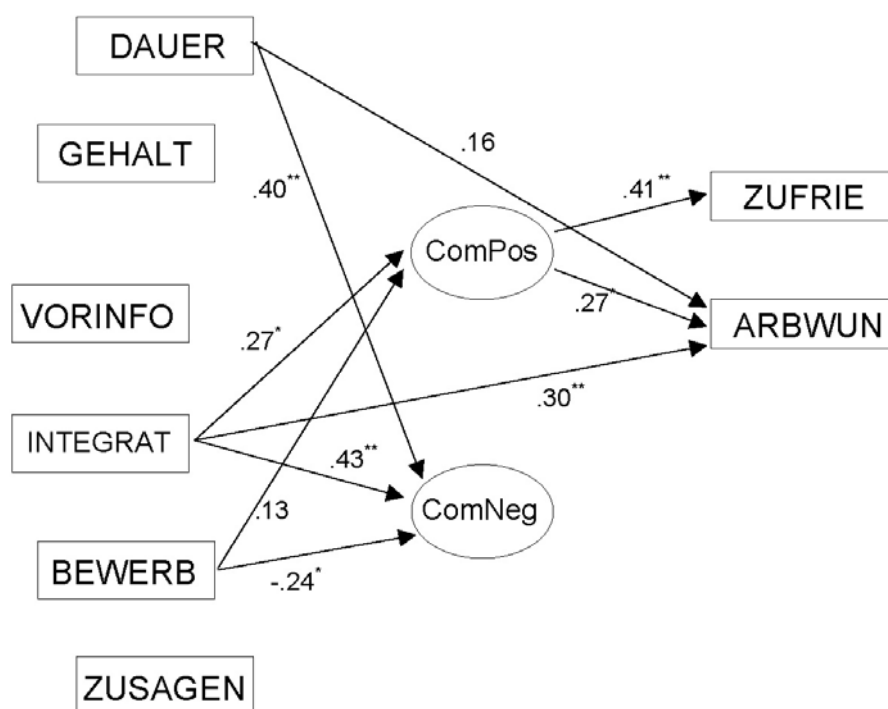 DAUER
GEHALT
.16
.40**
.41**
ZUFRIE
ComPos
VORINFO
.27*
.27*
ARBWUN
.30**
INTEGRAT
.43**
.13
ComNeg
BEWERB
-.24*
ZUSAGEN